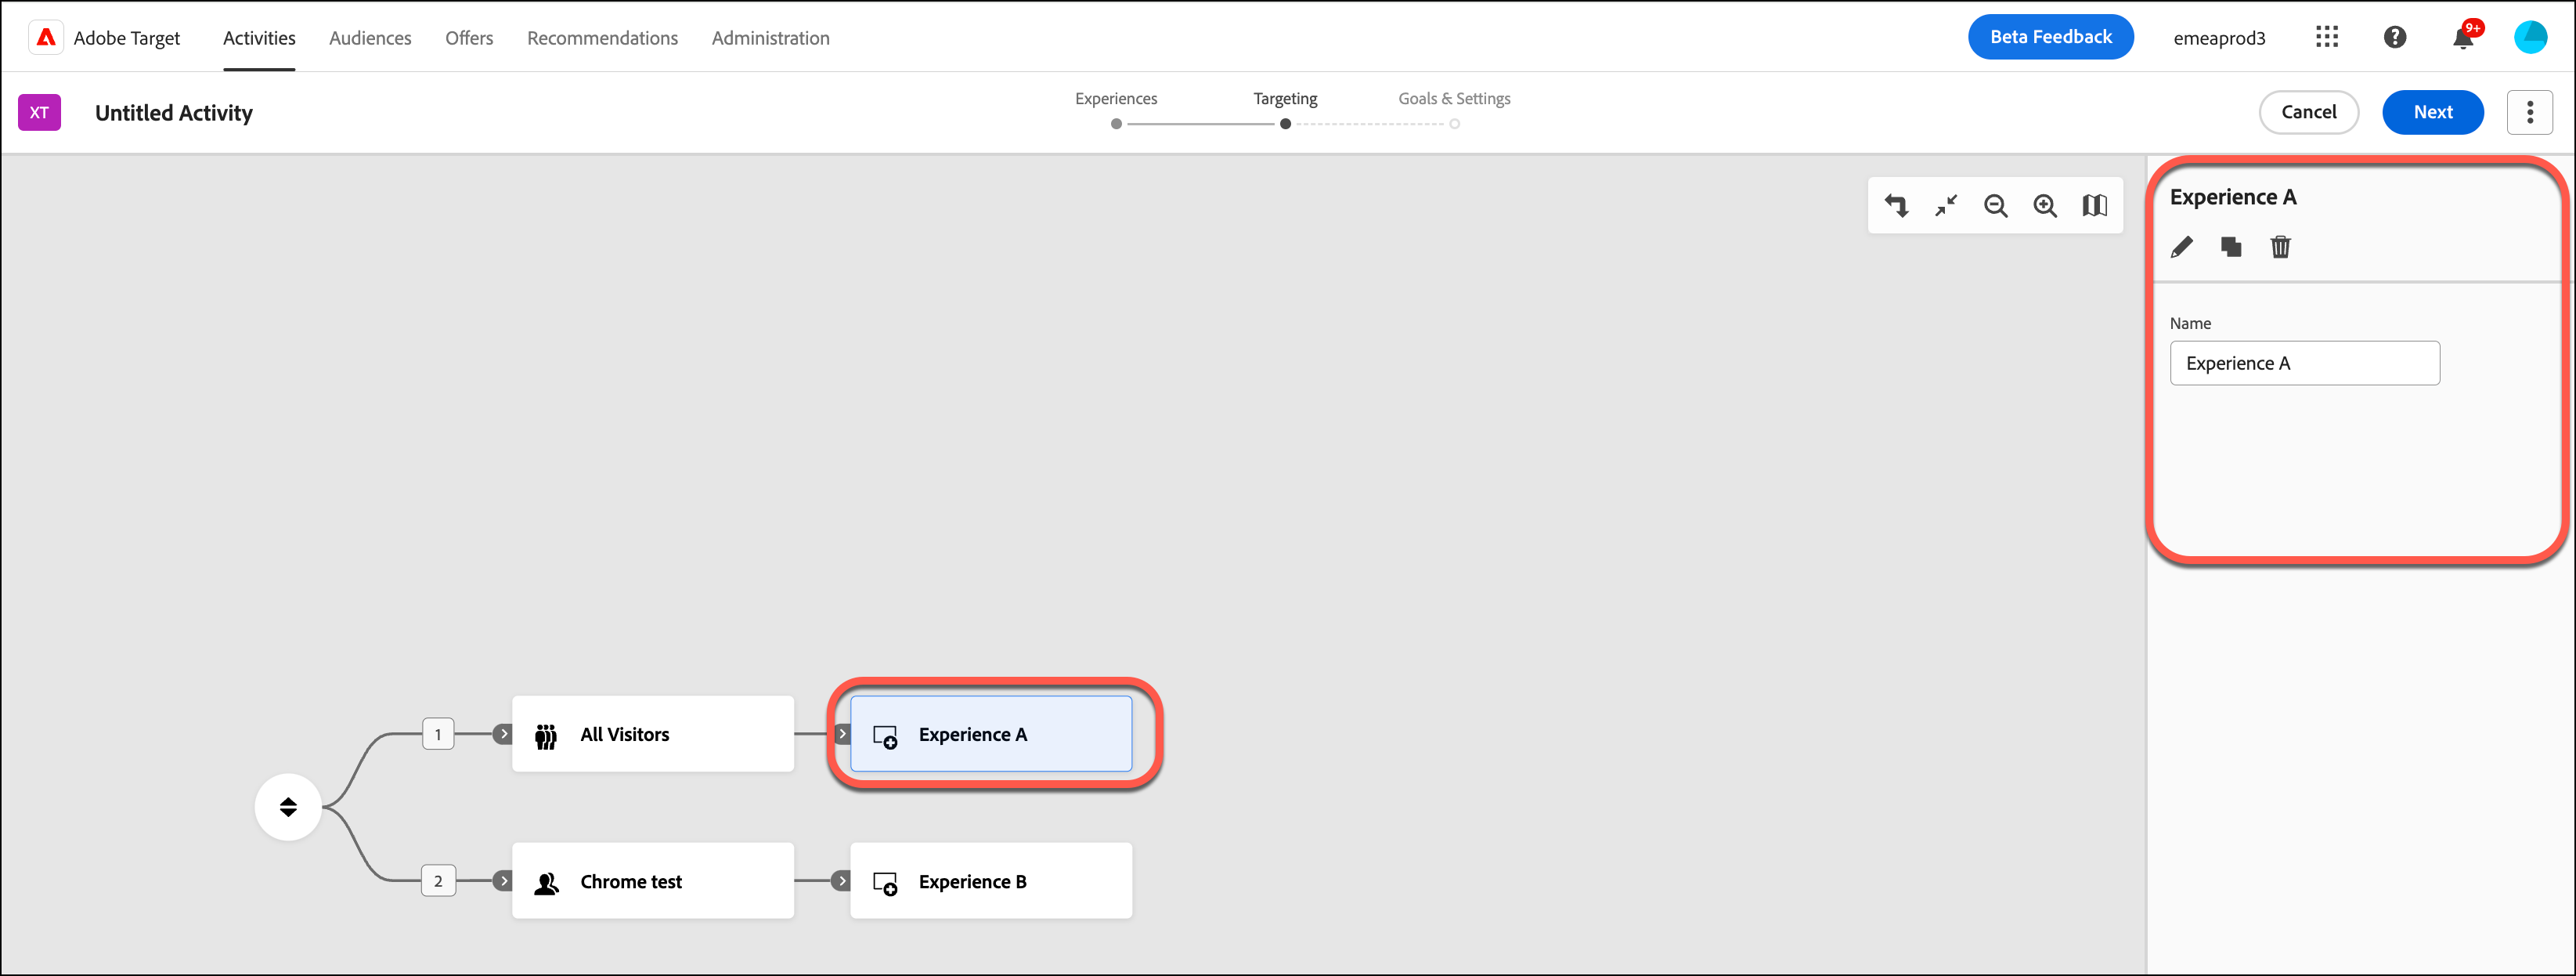 Adobe Target Activities Audiences Offers Recommendations Administration Beta Feedback emeaprod3 9+
XT Untitled Activity Experiences Targeting Goals & Settings Cancel Next
Experience A
Name
Experience A
1 All Visitors Experience A
2 Chrome test Experience B